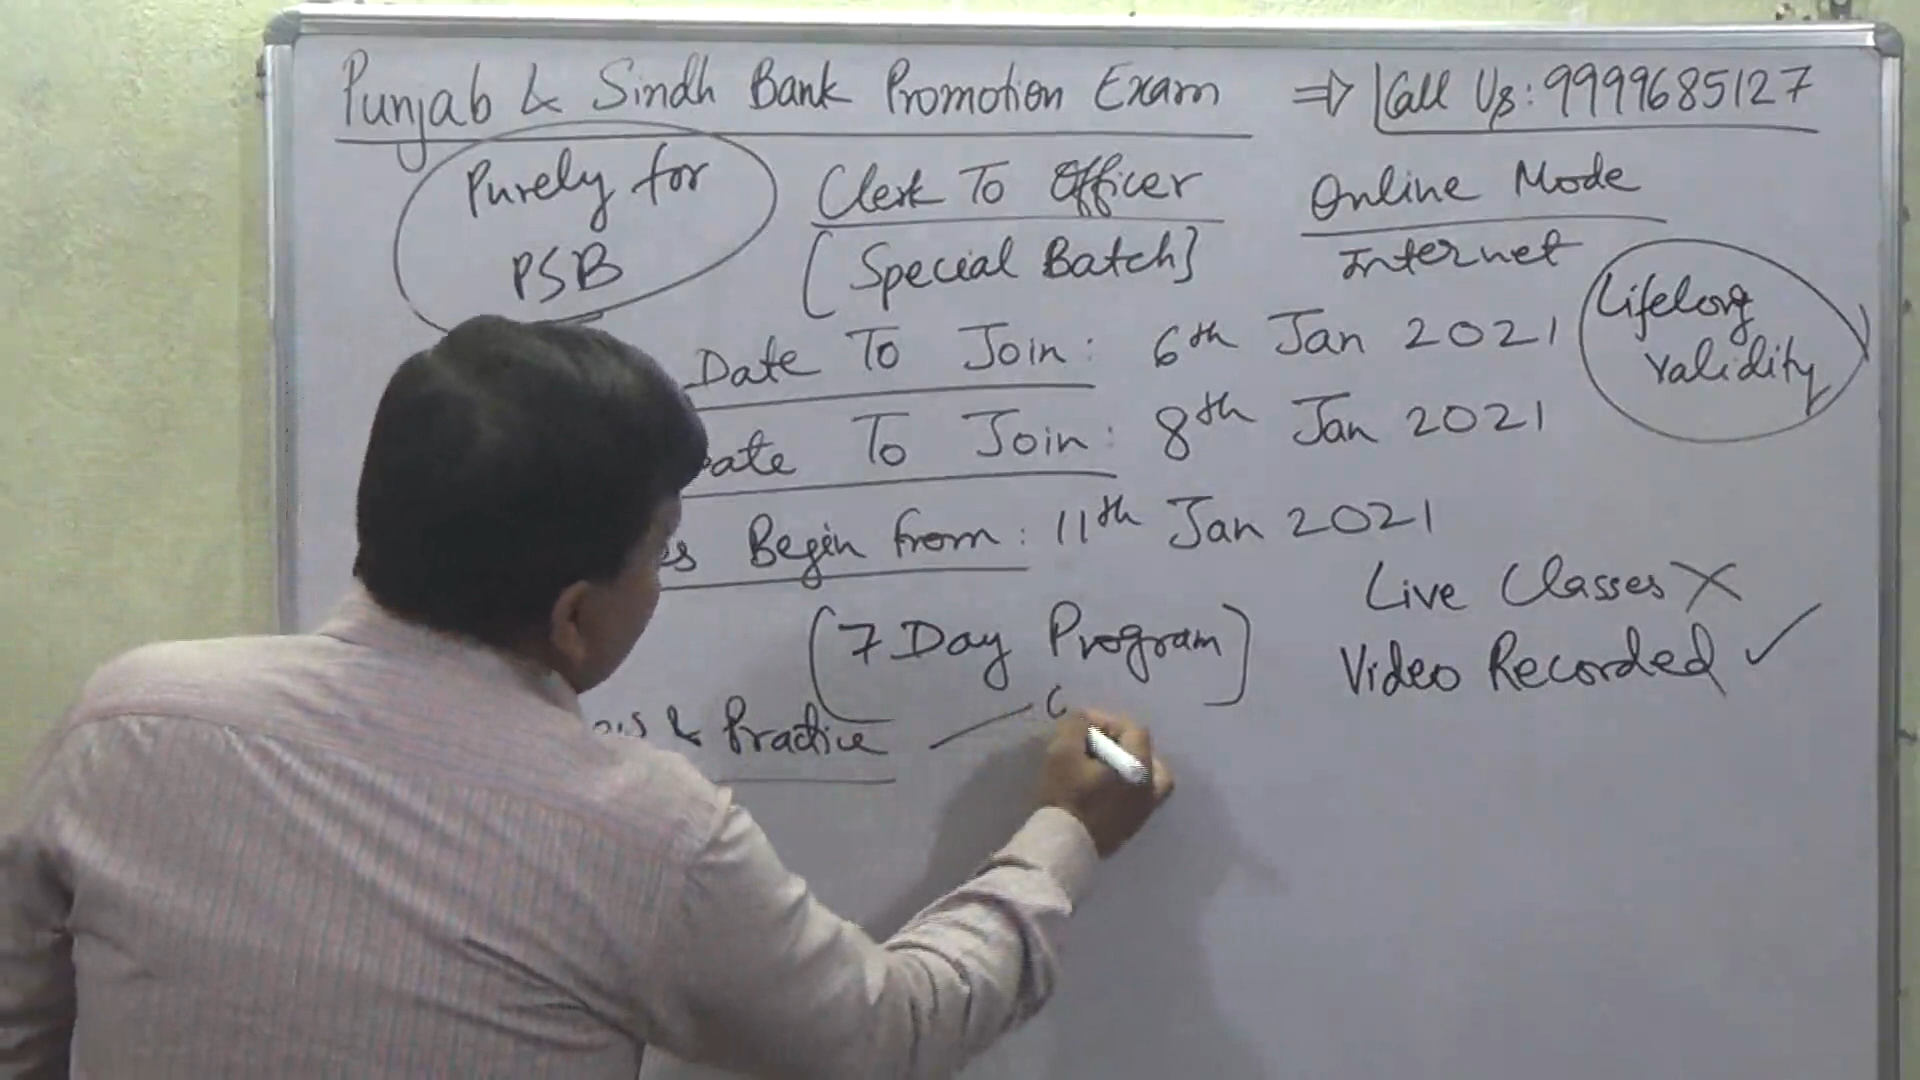 Punjab & Sindh Bank Promotion Exam ⇒ Call Us: 9999685127
Purely for
PSB
Clerk To Officer
[Special Batch]
Online Mode
Internet
Lifelong
Validity
Date To Join: 6th Jan 2021
To Join: 8th Jan 2021
Begin from: 11th Jan 2021
[7 Day Program]
Live Classes X
Video Recorded ✓
& Practice